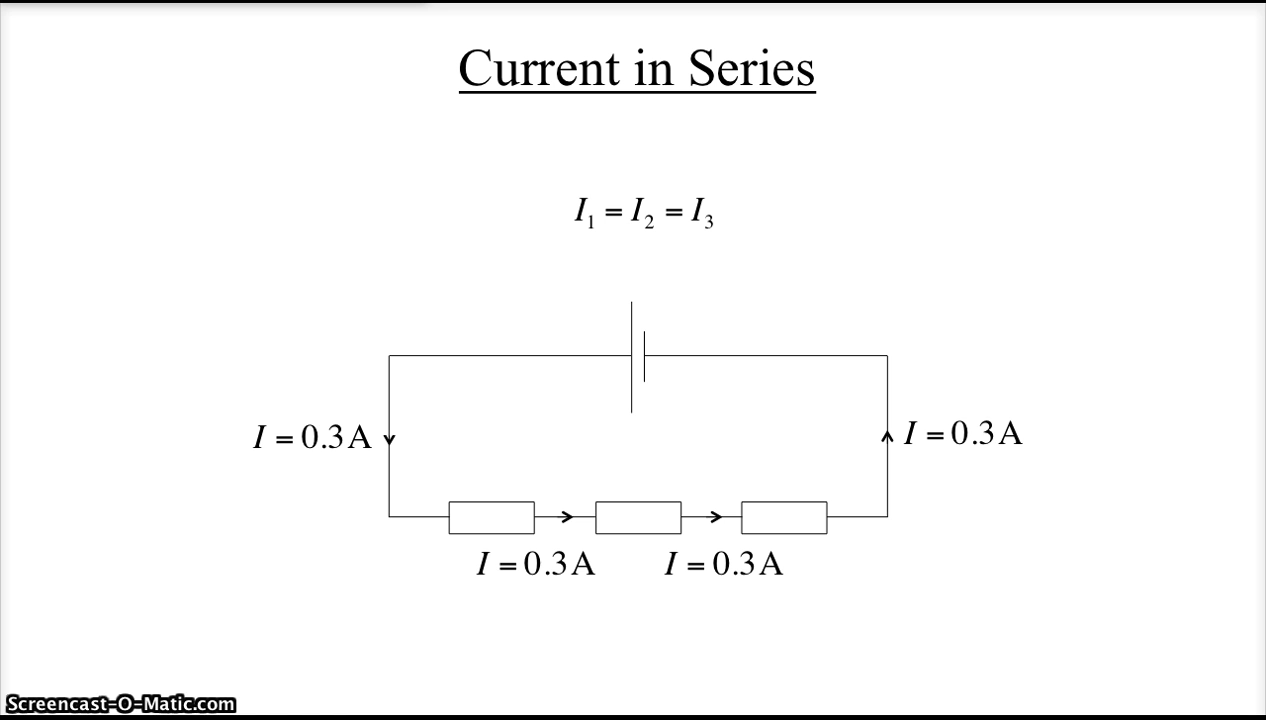 Current in Series
I₁ = I₂ = I₃
I = 0.3 A
I = 0.3 A
I = 0.3 A
I = 0.3 A
Screencast-O-Matic.com